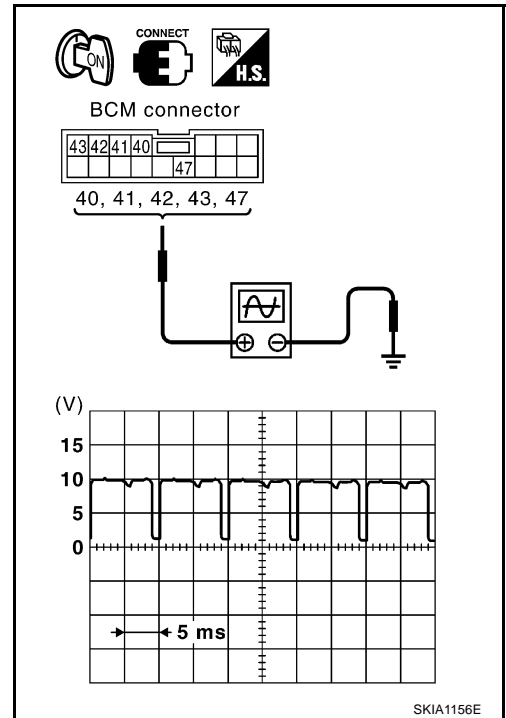 ON
CONNECT
H.S.
BCM connector
43 42 41 40
47
40, 41, 42, 43, 47
(V)
15
10
5
0
5 ms
SKIA1156E